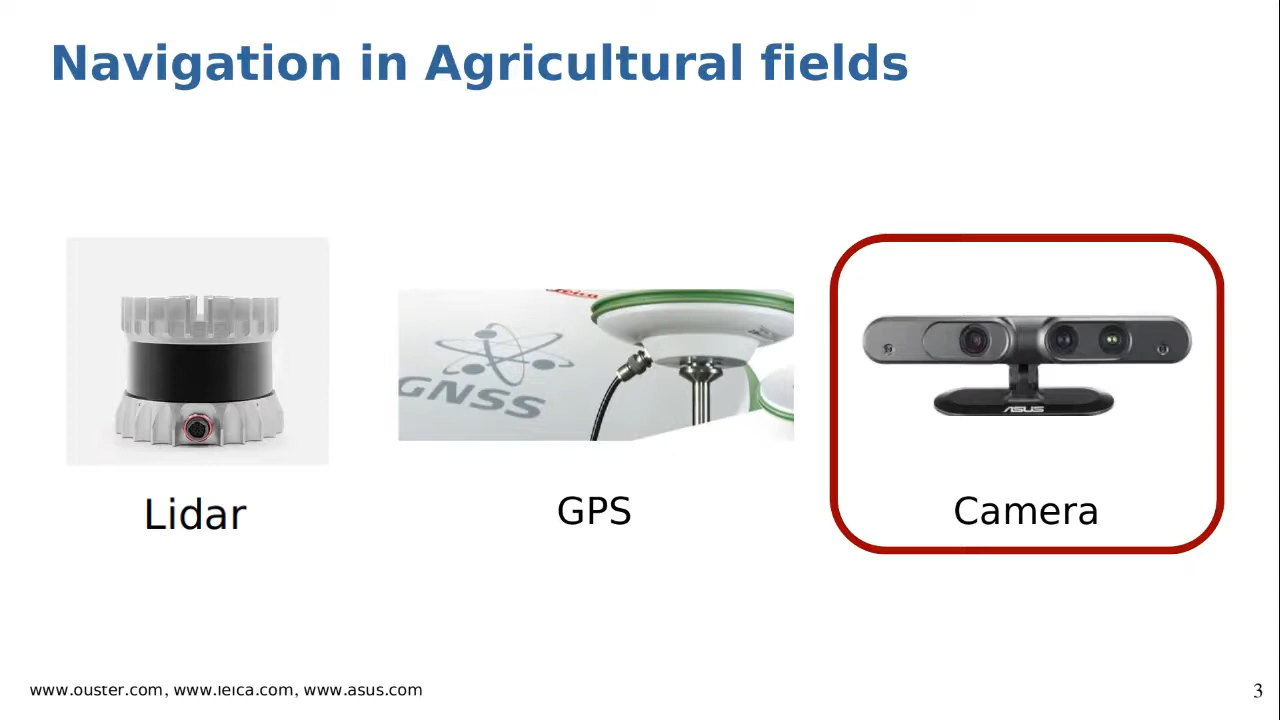 Navigation in Agricultural fields
Leica
GNSS
ASUS
Lidar
GPS
Camera
www.ouster.com, www.leica.com, www.asus.com
3